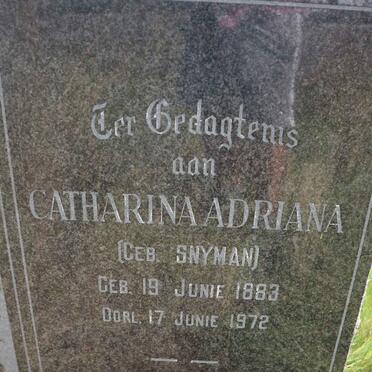 Ter Gedagtenis
aan
CATHARINA ADRIANA
(GEB. SNYMAN)
GEB. 19 JUNIE 1883
OORL. 17 JUNIE 1972